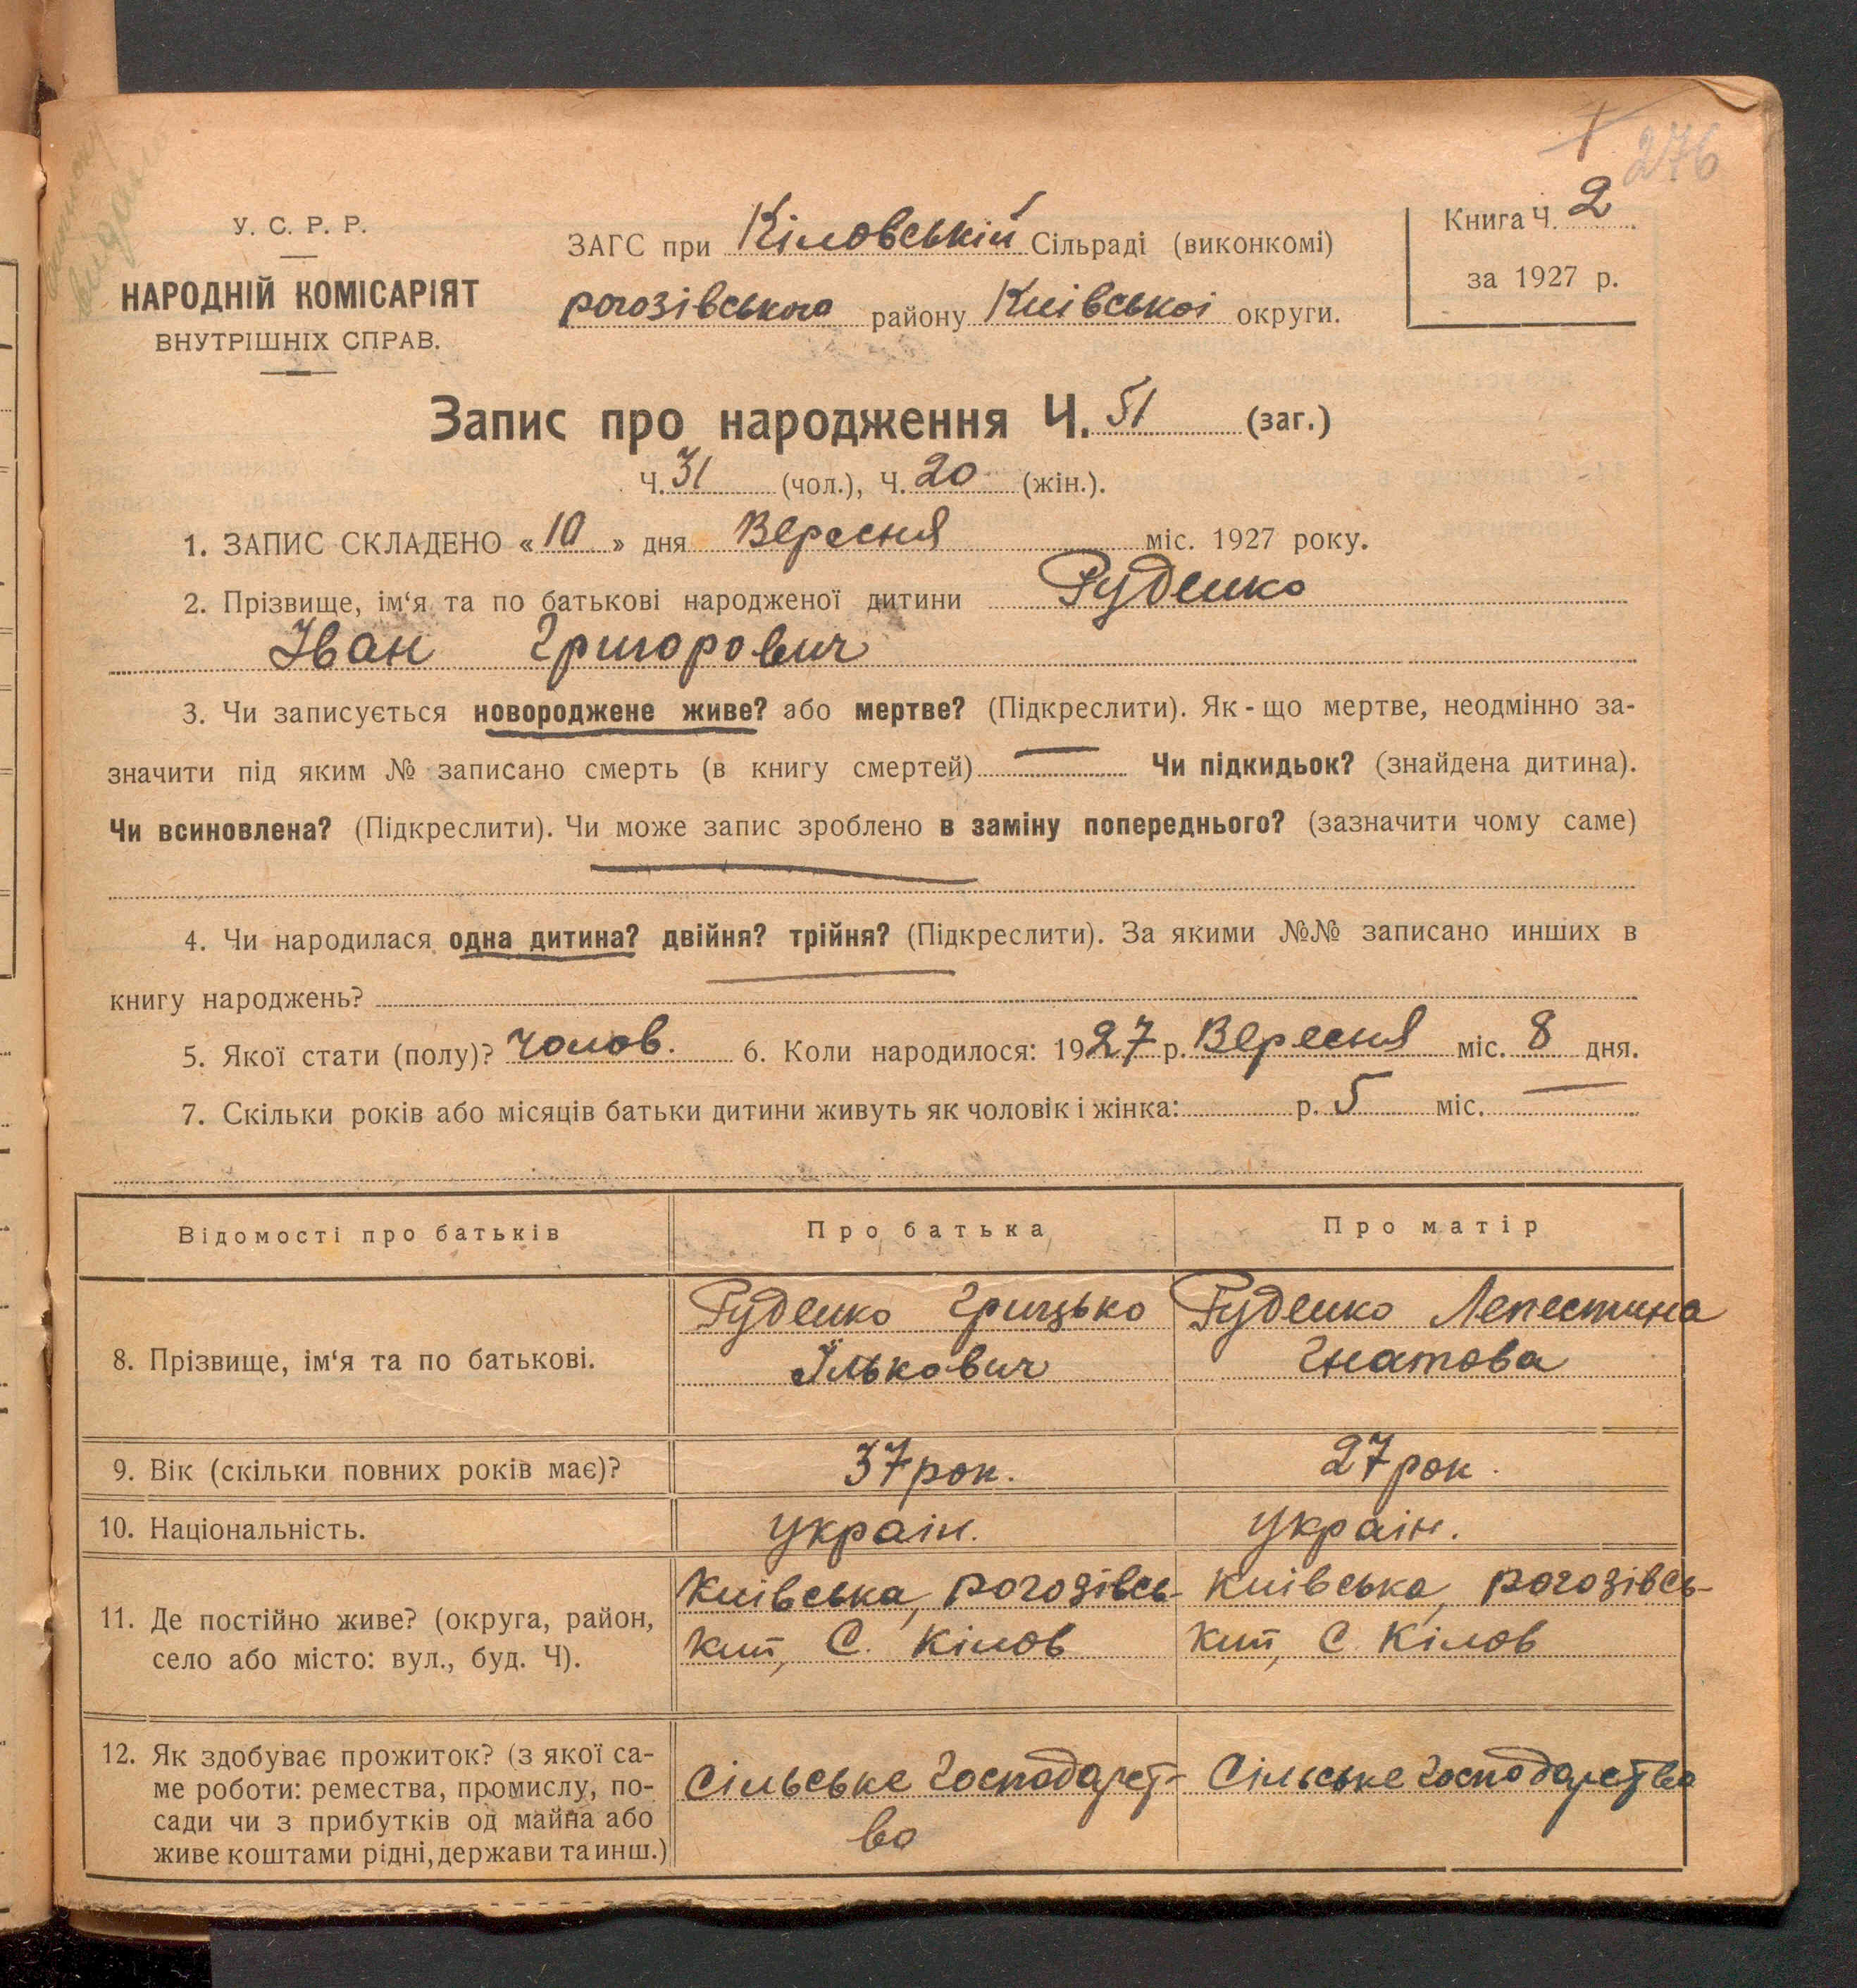 276
У. С. Р. Р.
НАРОДНІЙ КОМІСАРІЯТ
ВНУТРІШНІХ СПРАВ.
ЗАГС при Кіловській Сільраді (виконкомі)
рогозівського району Киівськоі округи.
Книга Ч. 2
за 1927 р.
Запис про народження Ч. 51 (заг.)
Ч. 31 (чол.), Ч. 20 (жін.).
1. ЗАПИС СКЛАДЕНО «10» дня Вересня міс. 1927 року.
2. Прізвище, ім‘я та по батькові народженої дитини Руденко
Іван Григорович
3. Чи записується новороджене живе? або мертве? (Підкреслити). Як-що мертве, неодмінно за-
значити під яким № записано смерть (в книгу смертей) — Чи підкидьок? (знайдена дитина).
Чи всиновлена? (Підкреслити). Чи може запис зроблено в заміну попереднього? (зазначити чому саме)
4. Чи народилася одна дитина? двійня? трійня? (Підкреслити). За якими №№ записано инших в
книгу народжень?
5. Якої стати (полу)? Чолов. 6. Коли народилося: 1927 р. Вересня міс. 8 дня.
7. Скільки років або місяців батьки дитини живуть як чоловік і жінка: р. 5 міс. —
Відомості про батьків Про батька Про матір
8. Прізвище, ім‘я та по батькові.
Руденко Грицько
Ількович
Руденко Лепестина
Гнатова
9. Вік (скільки повних років має)? 37 рок. 27 рок.
10. Національність. Украін. Украін.
11. Де постійно живе? (округа, район,
село або місто: вул., буд. Ч).
Киівська, рогозівсь-
кий, С. Кілов
Киівська, рогозівсь-
кий, С. Кілов
12. Як здобуває прожиток? (з якої са-
ме роботи: ремества, промислу, по-
сади чи з прибутків од майна або
живе коштами рідні, держави та инш.)
Сільське господарст-
во
Сільське господарство